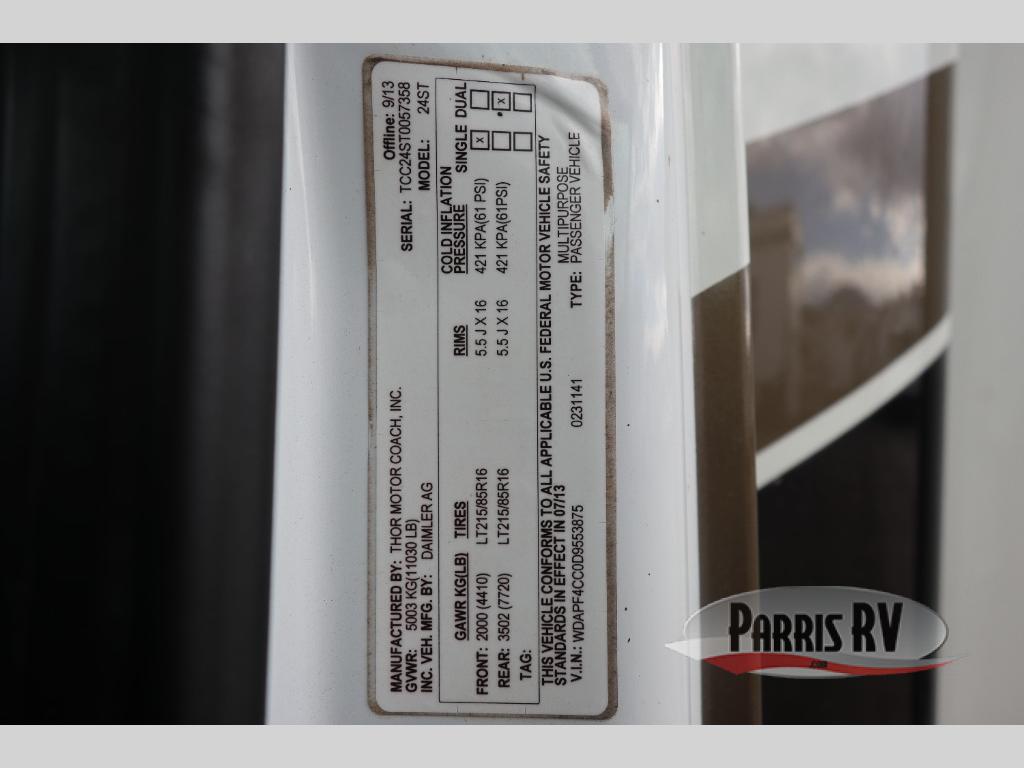 Offline: 9/13
SERIAL: TCC24ST0057358
MODEL: 24ST
MANUFACTURED BY: THOR MOTOR COACH, INC.
GVWR: 5003 KG(11030 LB)
INC. VEH. MFG. BY: DAIMLER AG
GAWR KG(LB) TIRES RIMS COLD INFLATION PRESSURE SINGLE DUAL
FRONT: 2000 (4410) LT215/85R16 5.5 J X 16 421 KPA(61 PSI) X
REAR: 3502 (7720) LT215/85R16 5.5 J X 16 421 KPA(61PSI) X
TAG:
THIS VEHICLE CONFORMS TO ALL APPLICABLE U.S. FEDERAL MOTOR VEHICLE SAFETY
STANDARDS IN EFFECT IN 07/13
V.I.N.: WDAPF4CC0D9553875 0231141 TYPE: MULTIPURPOSE PASSENGER VEHICLE
PARRIS RV
.com